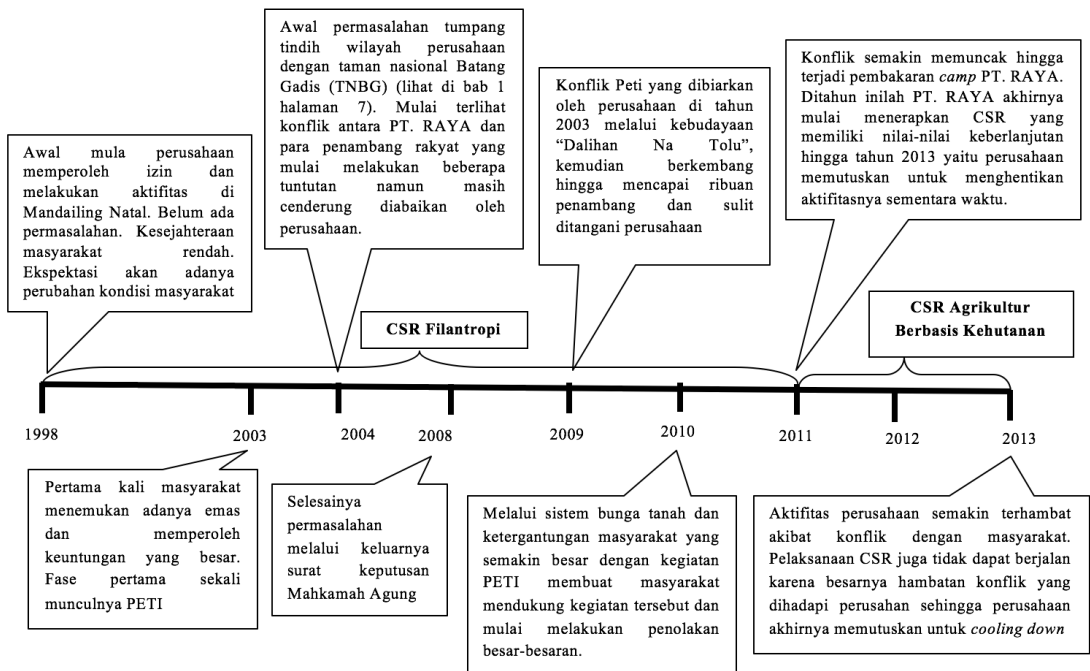 Awal mula perusahaan
memperoleh izin dan
melakukan aktifitas di
Mandailing Natal. Belum ada
permasalahan. Kesejahteraan
masyarakat rendah.
Ekspektasi akan adanya
perubahan kondisi masyarakat
Awal permasalahan tumpang
tindih wilayah perusahaan
dengan taman nasional Batang
Gadis (TNBG) (lihat di bab 1
halaman 7). Mulai terlihat
konflik antara PT. RAYA dan
para penambang rakyat yang
mulai melakukan beberapa
tuntutan namun masih
cenderung diabaikan oleh
perusahaan.
Konflik Peti yang dibiarkan
oleh perusahaan di tahun
2003 melalui kebudayaan
“Dalihan Na Tolu”,
kemudian berkembang
hingga mencapai ribuan
penambang dan sulit
ditangani perusahaan
Konflik semakin memuncak hingga
terjadi pembakaran camp PT. RAYA.
Ditahun inilah PT. RAYA akhirnya
mulai menerapkan CSR yang
memiliki nilai-nilai keberlanjutan
hingga tahun 2013 yaitu perusahaan
memutuskan untuk menghentikan
aktifitasnya sementara waktu.
CSR Filantropi
CSR Agrikultur
Berbasis Kehutanan
1998 2003 2004 2008 2009 2010 2011 2012 2013
Pertama kali masyarakat
menemukan adanya emas
dan memperoleh
keuntungan yang besar.
Fase pertama sekali
munculnya PETI
Selesainya
permasalahan
melalui keluarnya
surat keputusan
Mahkamah Agung
Melalui sistem bunga tanah dan
ketergantungan masyarakat yang
semakin besar dengan kegiatan
PETI membuat masyarakat
mendukung kegiatan tersebut dan
mulai melakukan penolakan
besar-besaran.
Aktifitas perusahaan semakin terhambat
akibat konflik dengan masyarakat.
Pelaksanaan CSR juga tidak dapat berjalan
karena besarnya hambatan konflik yang
dihadapi perusahan sehingga perusahaan
akhirnya memutuskan untuk cooling down